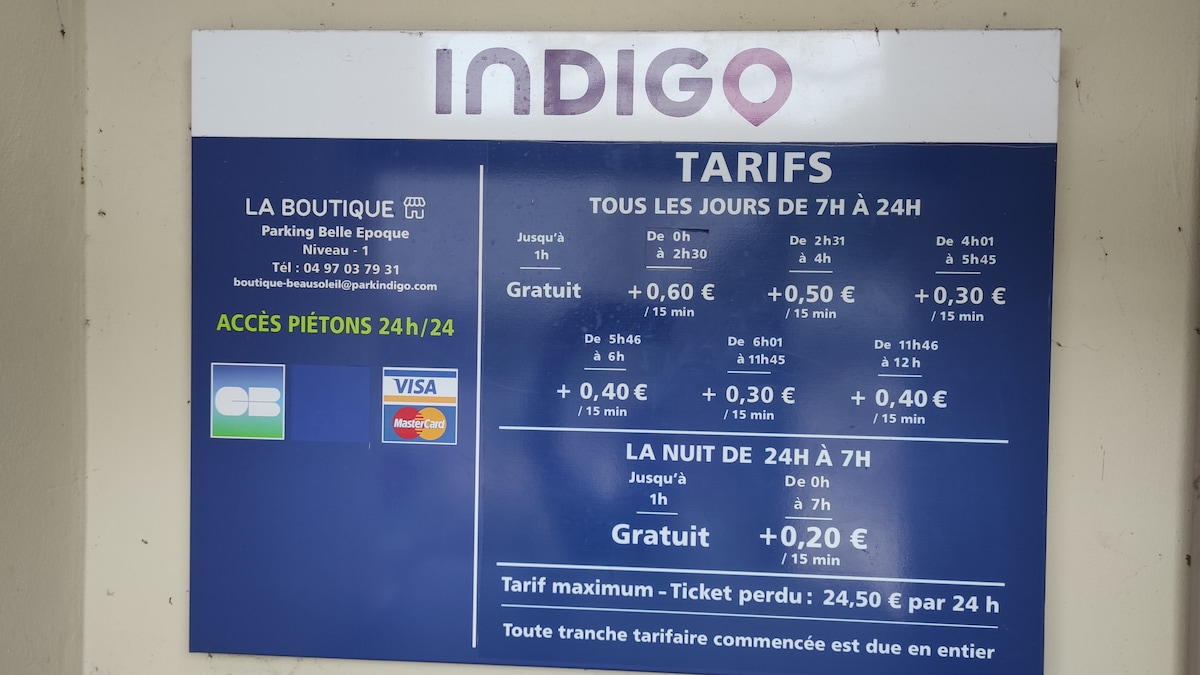 INDIGO
LA BOUTIQUE
Parking Belle Epoque
Niveau - 1
Tél : 04 97 03 79 31
boutique-beausoleil@parkindigo.com
ACCÈS PIÉTONS 24h/24
CB
VISA
MasterCard
TARIFS
TOUS LES JOURS DE 7H À 24H
Jusqu'à
1h
Gratuit
De 0h
à 2h30
+0,60 €
/ 15 min
De 2h31
à 4h
+0,50 €
/ 15 min
De 4h01
à 5h45
+0,30 €
/ 15 min
De 5h46
à 6h
+ 0,40 €
/ 15 min
De 6h01
à 11h45
+ 0,30 €
/ 15 min
De 11h46
à 12h
+ 0,40 €
/ 15 min
LA NUIT DE 24H À 7H
Jusqu'à
1h
Gratuit
De 0h
à 7h
+0,20 €
/ 15 min
Tarif maximum - Ticket perdu : 24,50 € par 24 h
Toute tranche tarifaire commencée est due en entier